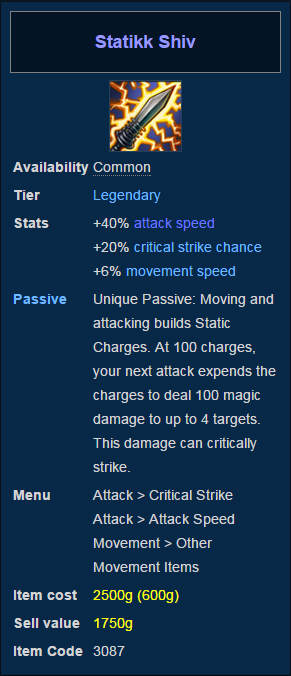 Statikk Shiv
Availability Common
Tier Legendary
Stats +40% attack speed
+20% critical strike chance
+6% movement speed
Passive Unique Passive: Moving and
attacking builds Static
Charges. At 100 charges,
your next attack expends the
charges to deal 100 magic
damage to up to 4 targets.
This damage can critically
strike.
Menu Attack > Critical Strike
Attack > Attack Speed
Movement > Other
Movement Items
Item cost 2500g (600g)
Sell value 1750g
Item Code 3087